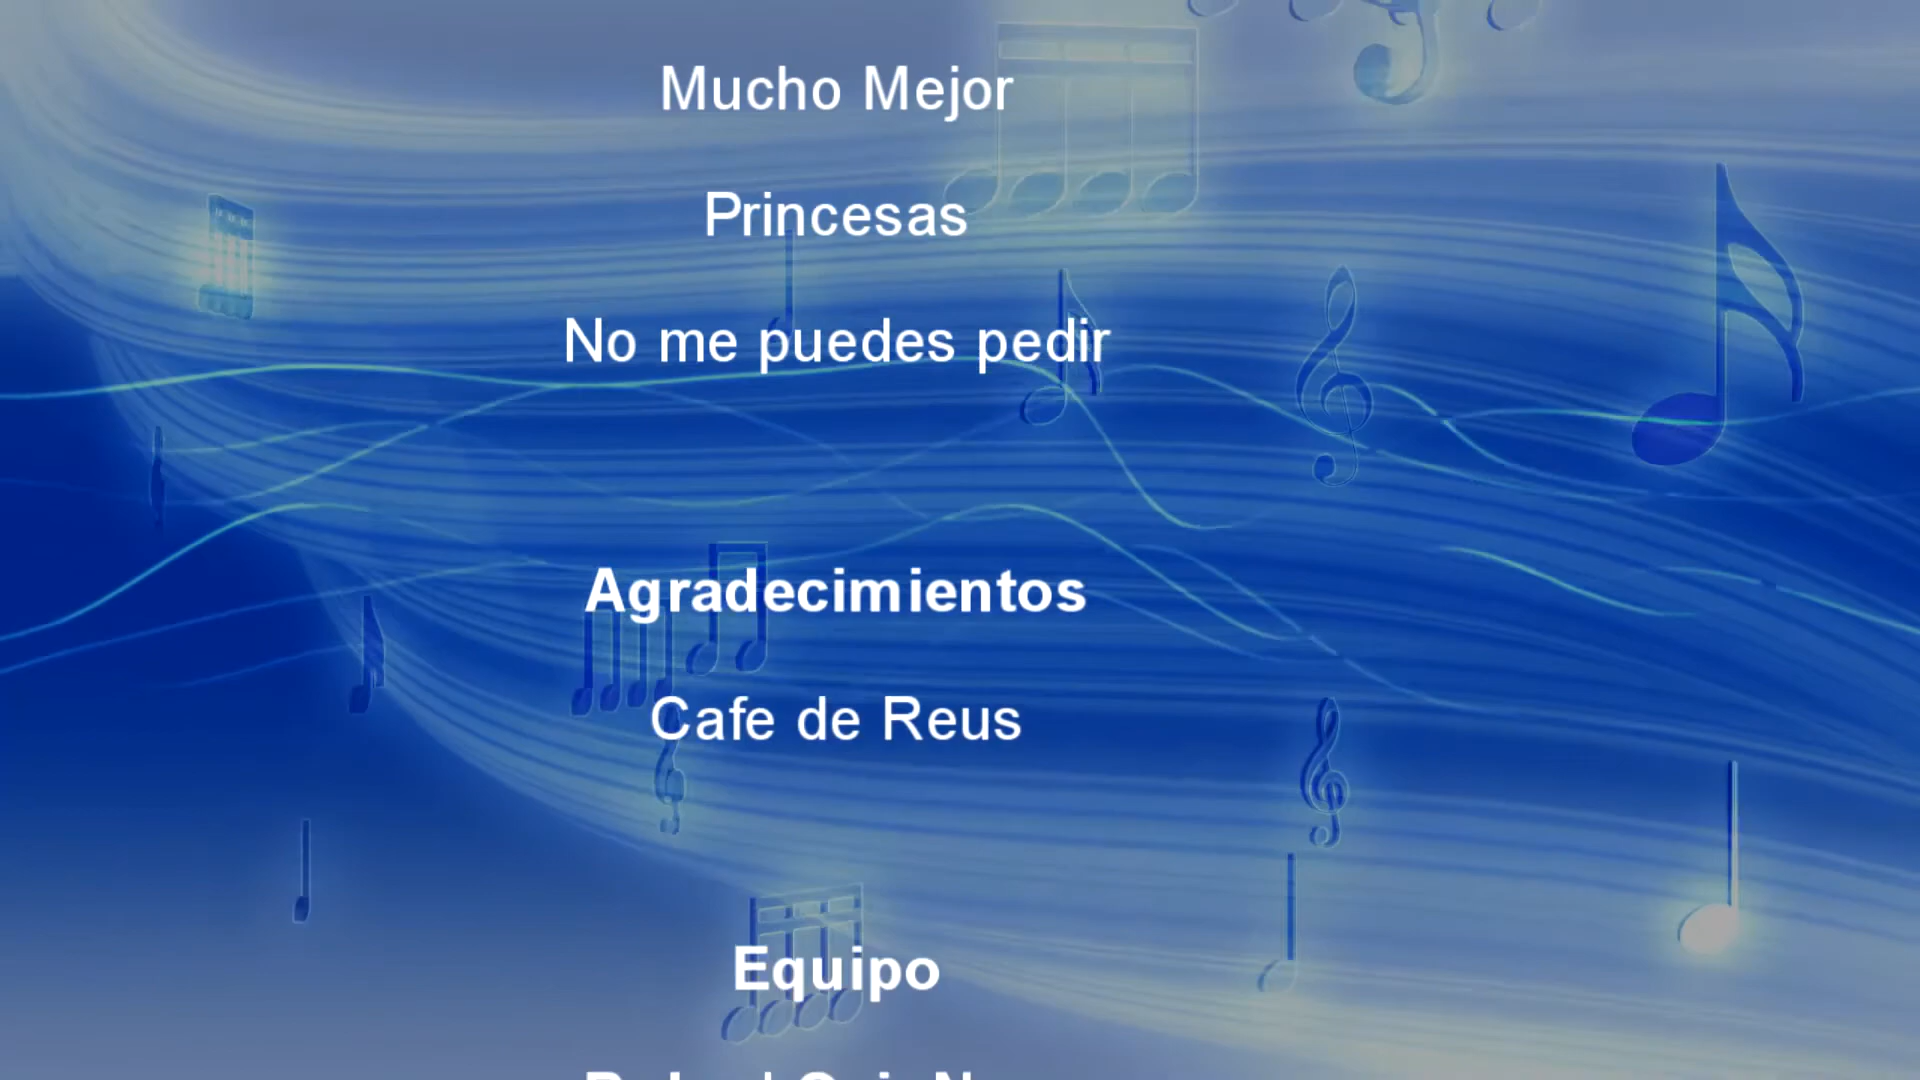 Mucho Mejor
Princesas
No me puedes pedir
Agradecimientos
Cafe de Reus
Equipo